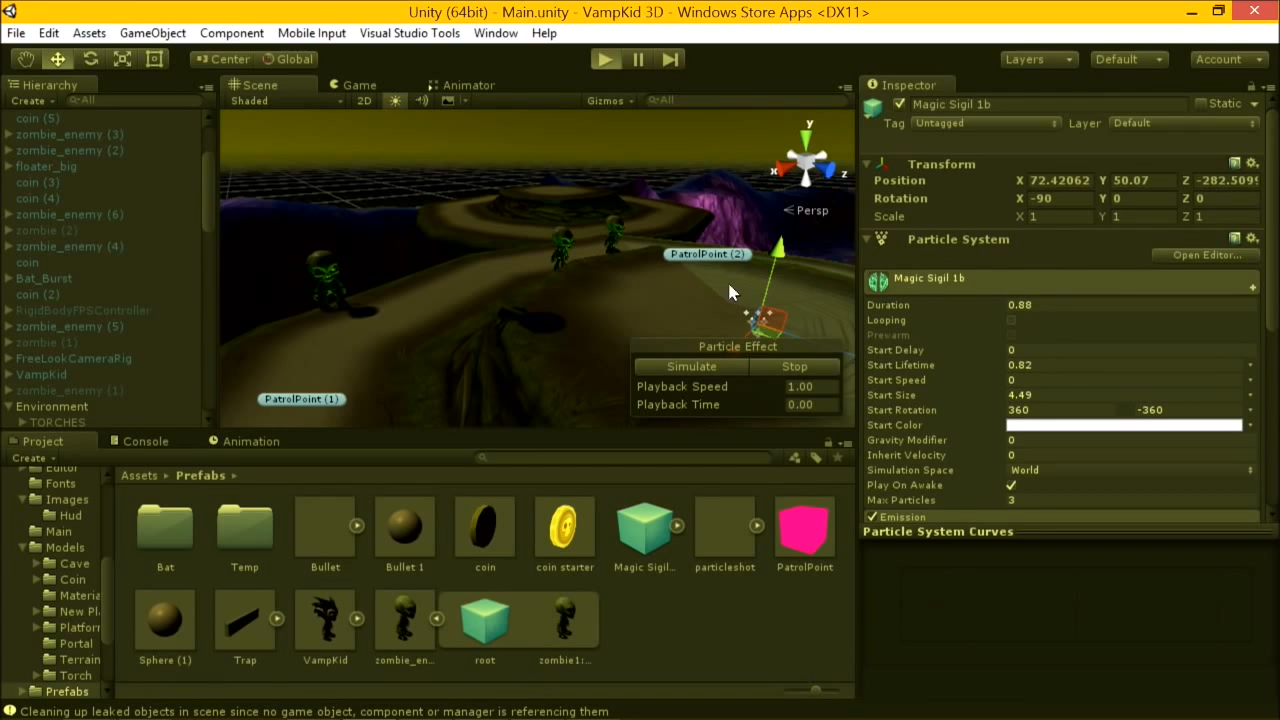 Unity (64bit) - Main.unity - VampKid 3D - Windows Store Apps <DX11>
File Edit Assets GameObject Component Mobile Input Visual Studio Tools Window Help
Center Global Layers Default Account
Hierarchy
Create All
coin (5)
zombie_enemy (3)
zombie_enemy (2)
floater_big
coin (3)
coin (4)
zombie_enemy (6)
zombie (2)
zombie_enemy (4)
coin
Bat_Burst
coin (2)
RigidBodyFPSController
zombie_enemy (5)
zombie (1)
FreeLookCameraRig
VampKid
zombie_enemy (1)
Environment
TORCHES
Scene Game Animator
Shaded 2D Gizmos All
y
x z
Persp
PatrolPoint (2)
PatrolPoint (1)
Particle Effect
Simulate Stop
Playback Speed 1.00
Playback Time 0.00
Inspector
Magic Sigil 1b Static
Tag Untagged Layer Default
Transform
Position X 72.42062 Y 50.07 Z -282.5099
Rotation X -90 Y 0 Z 0
Scale X 1 Y 1 Z 1
Particle System
Open Editor...
Magic Sigil 1b
Duration 0.88
Looping
Prewarm
Start Delay 0
Start Lifetime 0.82
Start Speed 0
Start Size 4.49
Start Rotation 360 -360
Start Color
Gravity Modifier 0
Inherit Velocity 0
Simulation Space World
Play On Awake
Max Particles 3
Emission
Particle System Curves
Project Console Animation
Create
Editor
Fonts
Images
Hud
Main
Models
Cave
Coin
Materia
New Pl
Platforr
Portal
Terrain
Torch
Prefabs
Assets Prefabs
Bat Temp Bullet Bullet 1 coin coin starter Magic Sigil... particleshot PatrolPoint
Sphere (1) Trap VampKid zombie_en... root zombie1:...
Cleaning up leaked objects in scene since no game object, component or manager is referencing them